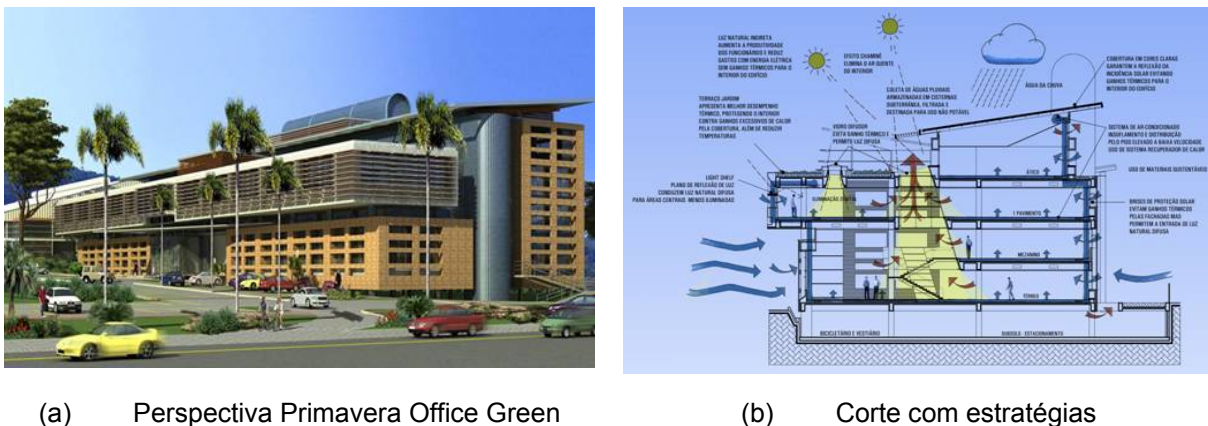 LUZ NATURAL INDIRETA
AUMENTA A PRODUTIVIDADE
DOS FUNCIONÁRIOS E REDUZ
GASTOS COM ENERGIA ELÉTRICA
SEM GANHOS TÉRMICOS PARA O
INTERIOR DO EDIFÍCIO
EFEITO CHAMINÉ
ELIMINA O AR QUENTE
DO INTERIOR
COBERTURA EM CORES CLARAS
GARANTEM A REFLEXÃO DA
INCIDÊNCIA SOLAR EVITANDO
GANHOS TÉRMICOS PARA O
INTERIOR DO EDIFÍCIO
ÁGUA DA CHUVA
COLETA DE ÁGUAS PLUVIAIS
ARMAZENADAS EM CISTERNAS
SUBTERRÂNEA, FILTRADA E
DESTINADA PARA USO NÃO POTÁVEL
TERRAÇO JARDIM
APRESENTA MELHOR DESEMPENHO
TÉRMICO, PROTEGENDO O INTERIOR
CONTRA GANHOS EXCESSIVOS DE CALOR
PELA COBERTURA, ALÉM DE REDUZIR
TEMPERATURAS
VIDRO DIFUSOR
EVITA GANHO TÉRMICO E
PERMITE LUZ DIFUSA
SISTEMA DE AR-CONDICIONADO
INSUFLAMENTO E DISTRIBUIÇÃO
PELO PISO ELEVADO A BAIXA VELOCIDADE
USO DE SISTEMA RECUPERADOR DE CALOR
USO DE MATERIAIS SUSTENTÁVEIS
LIGHT SHELF
PLANO DE REFLEXÃO DE LUZ
CONDUZEM LUZ NATURAL DIFUSA
PARA ÁREAS CENTRAIS, MENOS ILUMINADAS
ILUMINAÇÃO ZENITAL
ÁTICO
1 PAVIMENTO
MEZANINO
TÉRREO
BRISES DE PROTEÇÃO SOLAR
EVITAM GANHOS TÉRMICOS
PELAS FACHADAS MAS
PERMITEM A ENTRADA DE LUZ
NATURAL DIFUSA
BICICLETÁRIO E VESTIÁRIO
SUBSOLO - ESTACIONAMENTO
(a) Perspectiva Primavera Office Green
(b) Corte com estratégias